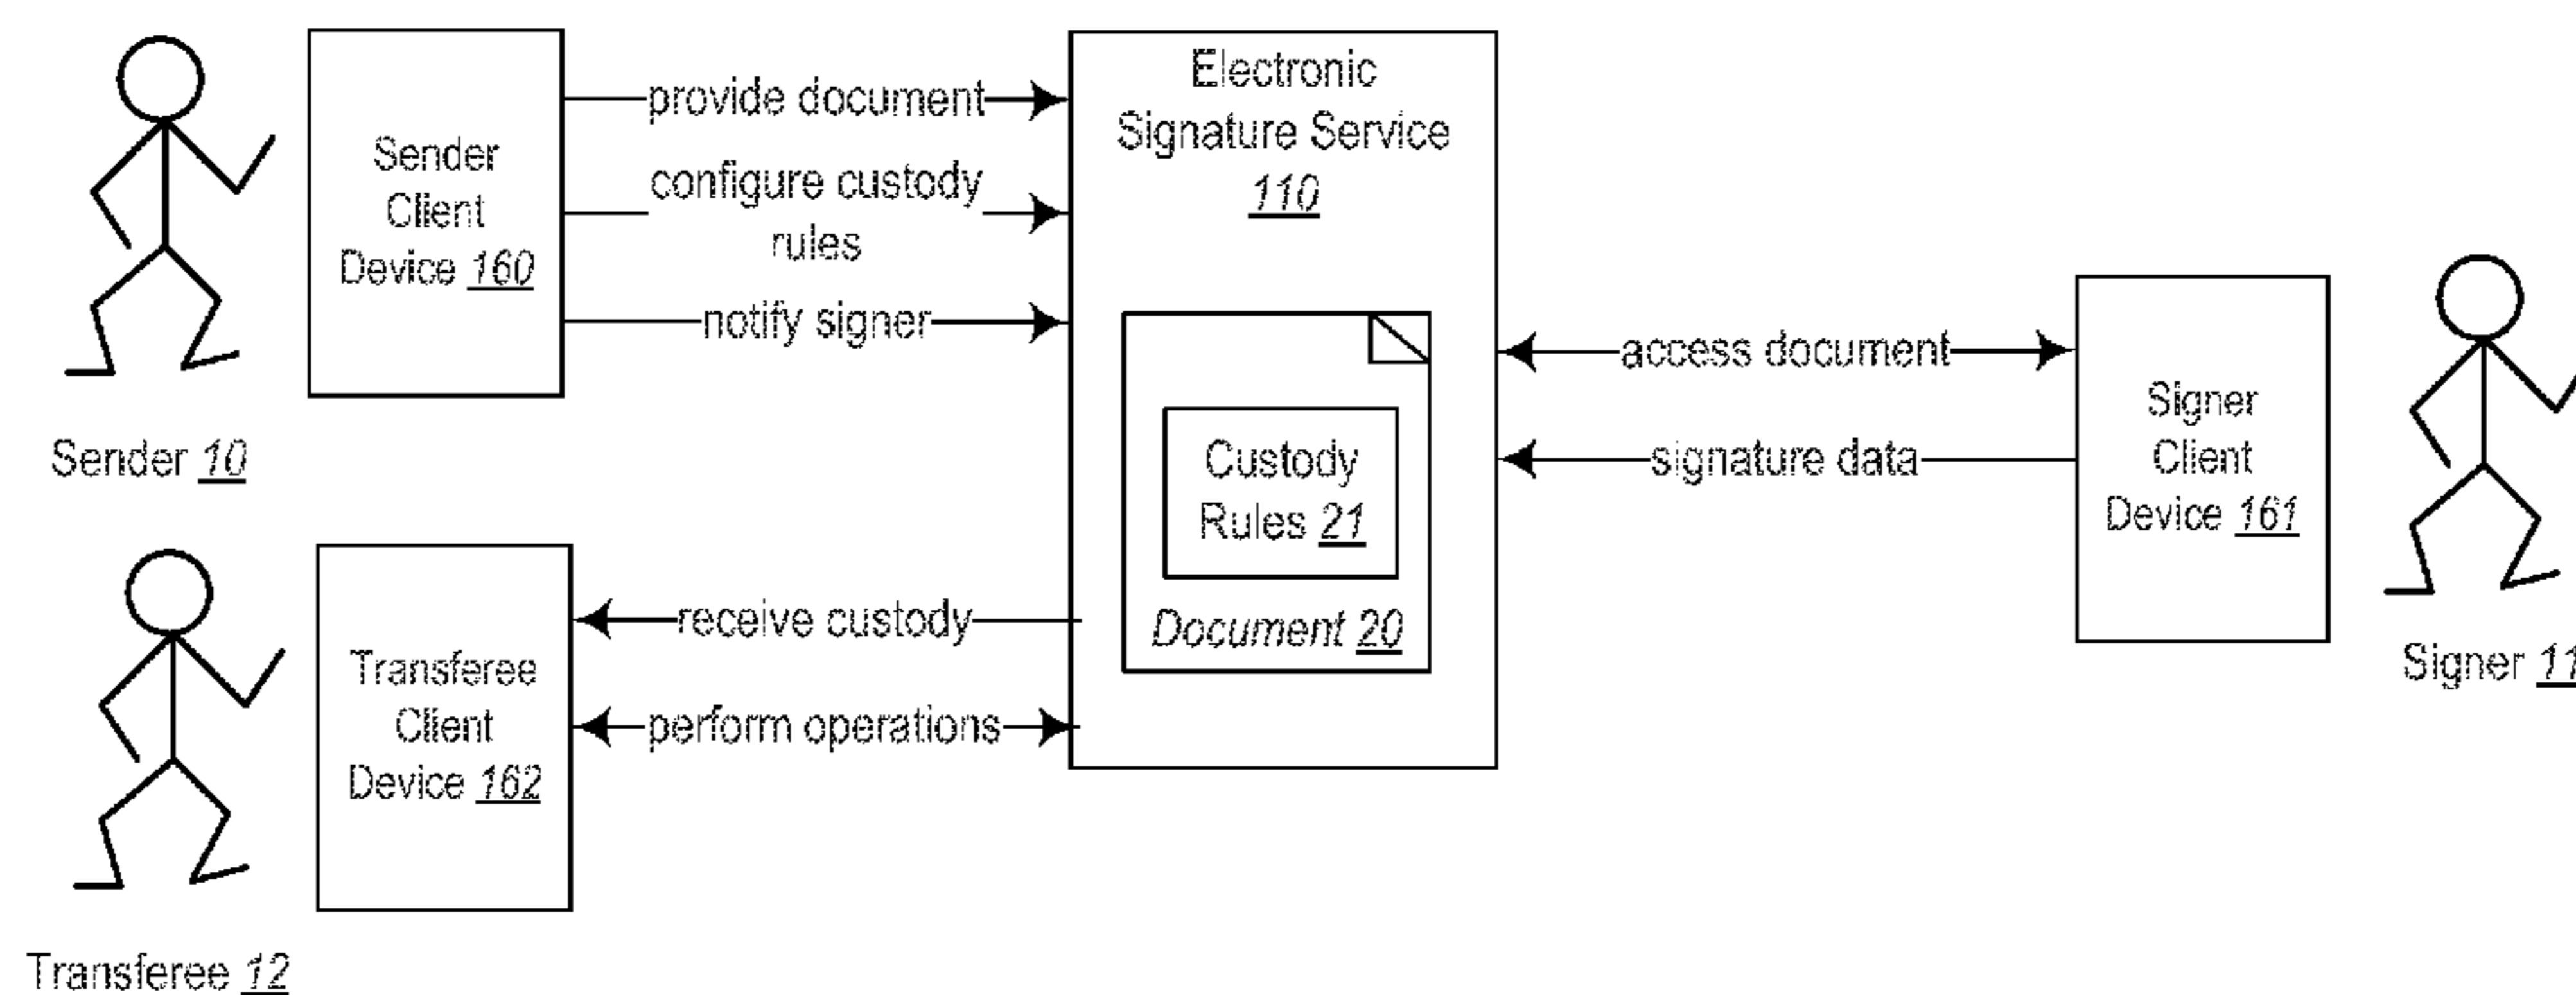 Sender
Client
Device 160
Sender 10
provide document
configure custody
rules
notify signer
Electronic
Signature Service
110
Custody
Rules 21
Document 20
access document
signature data
Signer
Client
Device 161
Signer 11
Transferee
Client
Device 162
Transferee 12
receive custody
perform operations